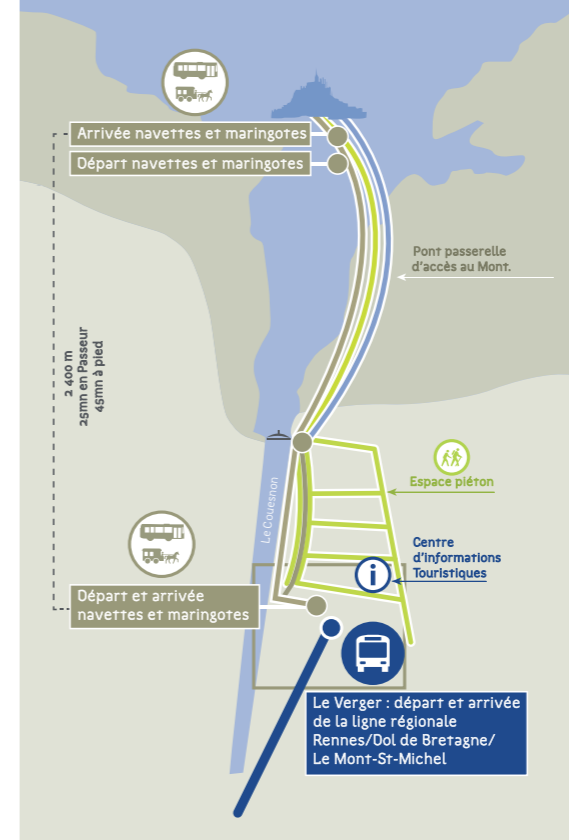 Arrivée navettes et maringotes
Départ navettes et maringotes
Pont passerelle
d'accès au Mont.
2 400 m
25mn en Passeur
45mn à pied
Le Couesnon
Espace piéton
Centre
d'informations
Touristiques
i
Départ et arrivée
navettes et maringotes
Le Verger : départ et arrivée
de la ligne régionale
Rennes/Dol de Bretagne/
Le Mont-St-Michel